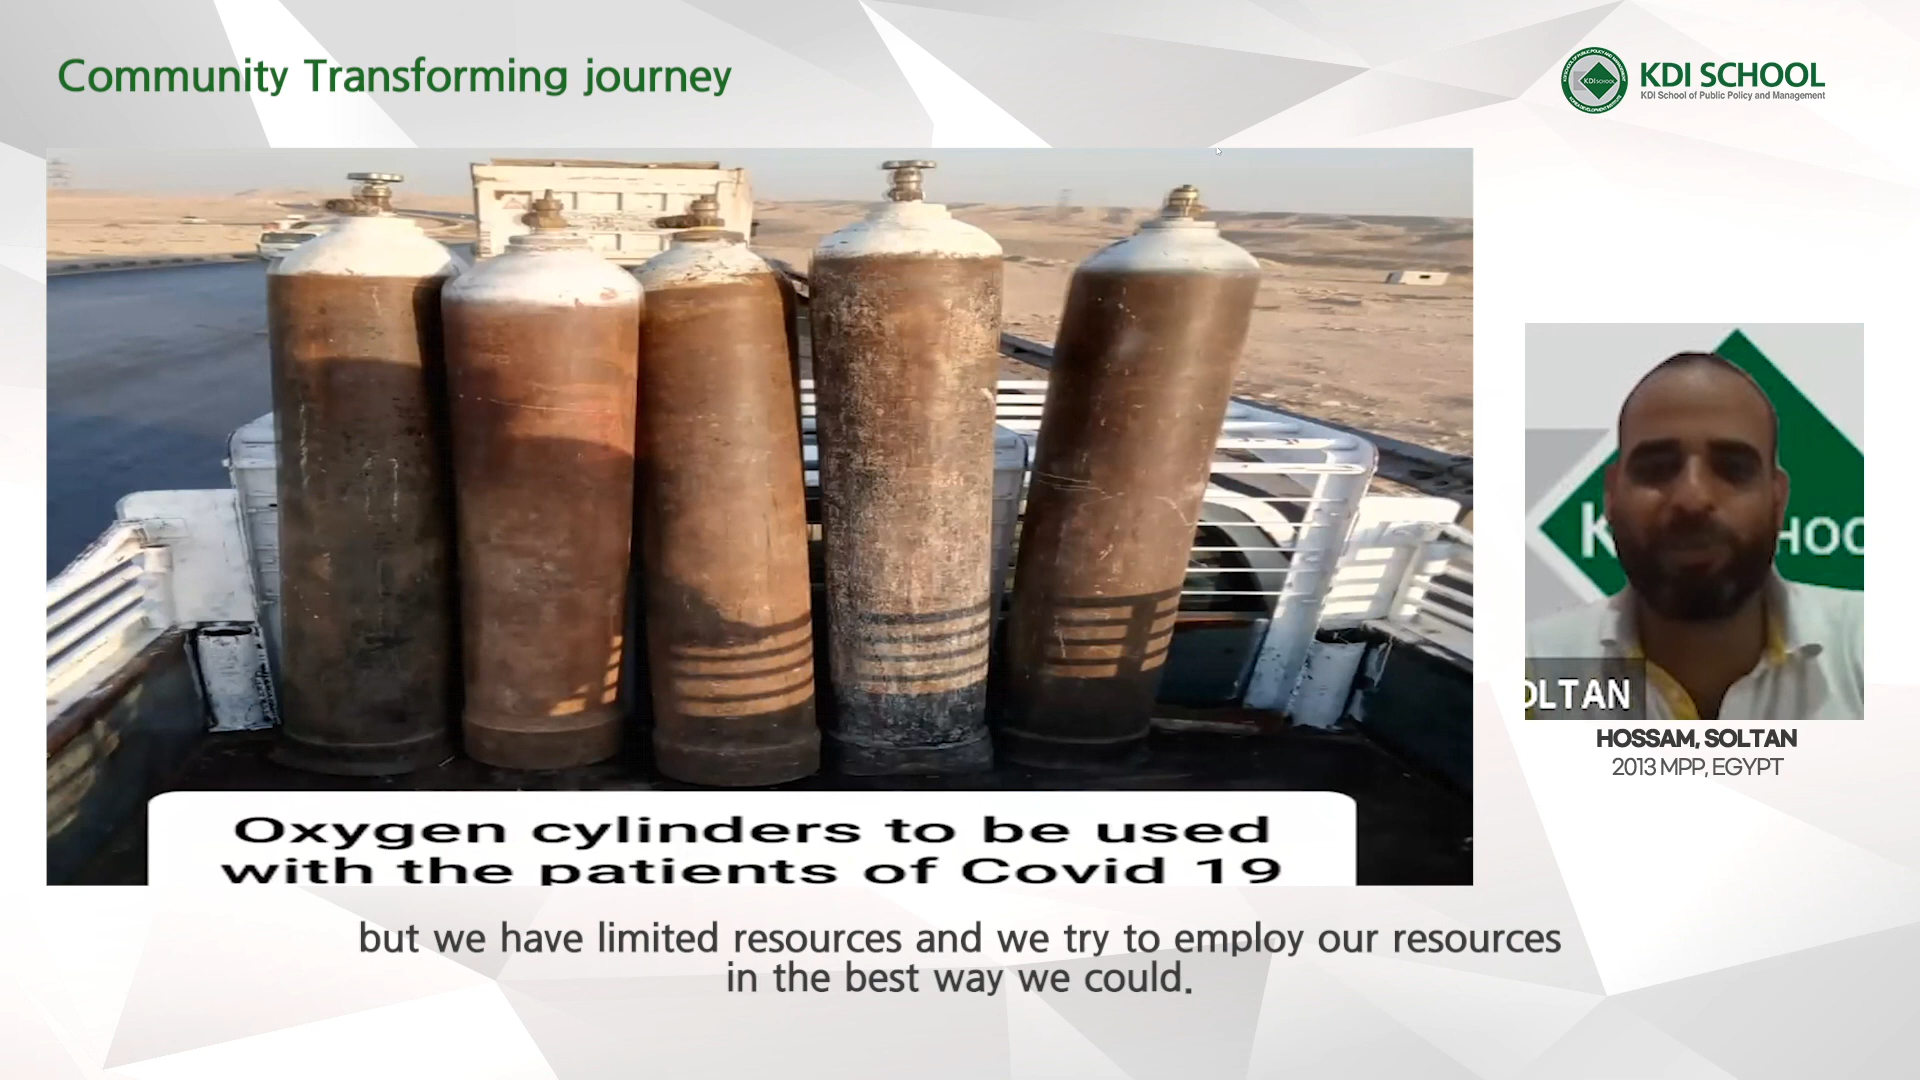 Community Transforming journey
KDI SCHOOL
KDI SCHOOL
KDI School of Public Policy and Management
OLTAN
HOSSAM, SOLTAN
2013 MPP, EGYPT
Oxygen cylinders to be used
with the patients of Covid 19
but we have limited resources and we try to employ our resources
in the best way we could.